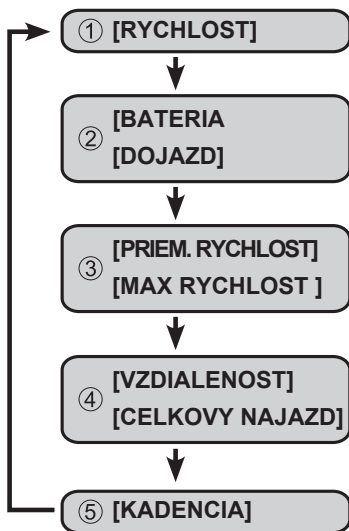 ① [RYCHLOST]
② [BATERIA
[DOJAZD]
③ [PRIEM. RYCHLOST]
[MAX RYCHLOST ]
④ [VZDIALENOST]
[CELKOVY NAJAZD]
⑤ [KADENCIA]